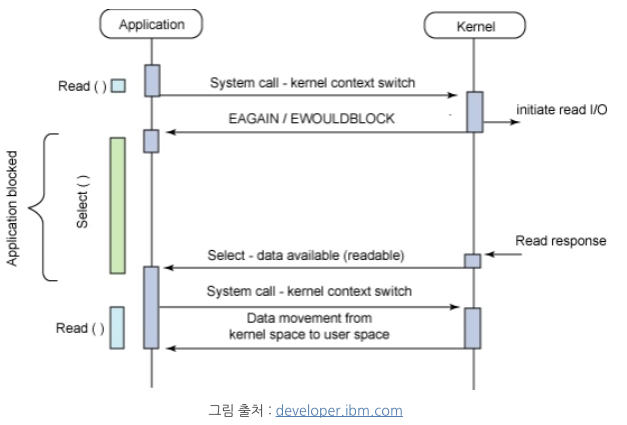 Application
Kernel
Read ( )
System call - kernel context switch
EAGAIN / EWOULDBLOCK
initiate read I/O
Application blocked
Select ( )
Read response
Select - data available (readable)
System call - kernel context switch
Read ( )
Data movement from
kernel space to user space
그림 출처 : developer.ibm.com